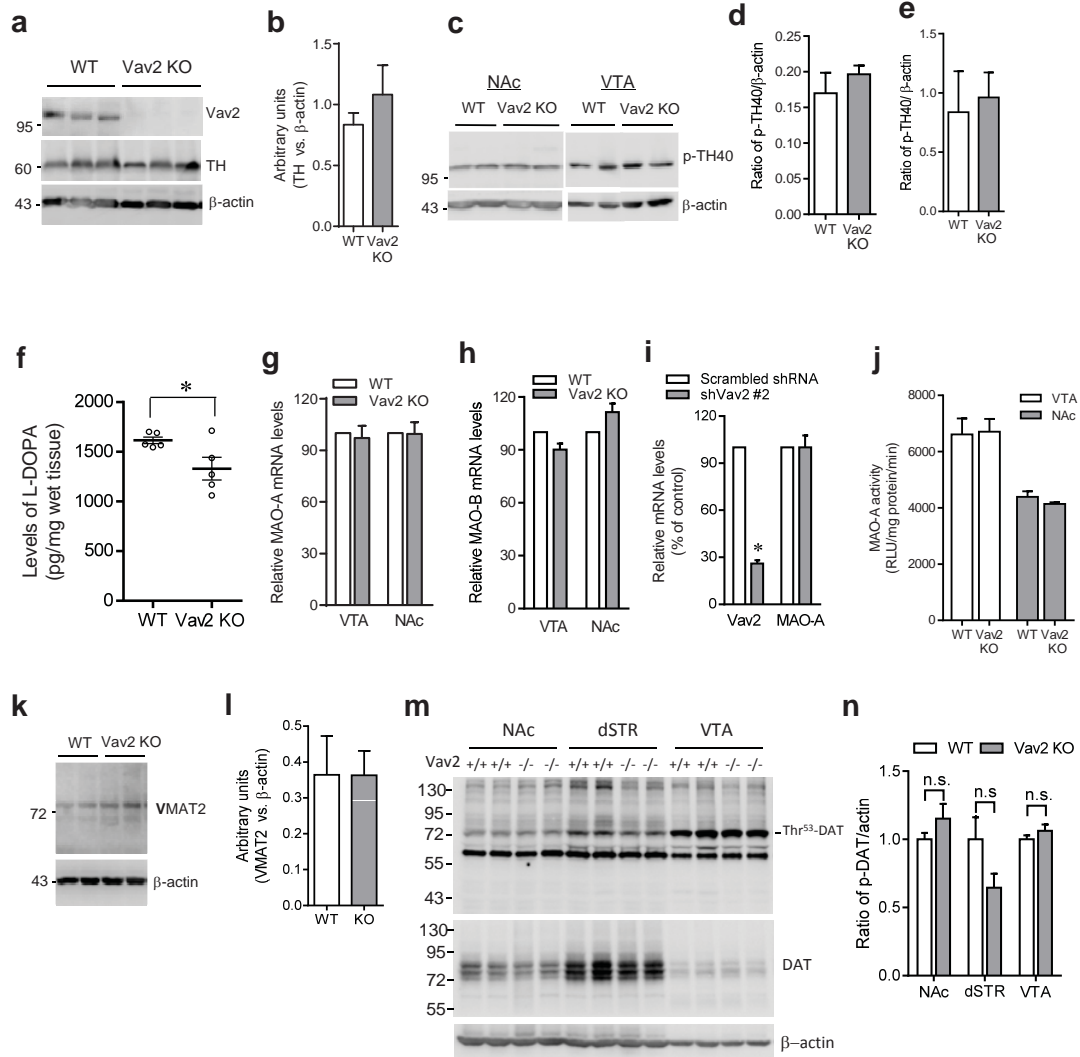 a
WT Vav2 KO
Vav2
95
TH
60
β-actin
43
b
Arbitrary units
(TH vs. β-actin)
1.5
1.0
0.5
0.0
WT Vav2
KO
c
NAc VTA
WT Vav2 KO WT Vav2 KO
p-TH40
95
43
β-actin
d
Ratio of p-TH40/β-actin
0.25
0.20
0.15
0.10
0.05
0.00
WT Vav2
KO
e
Ratio of p-TH40/ β-actin
1.5
1.0
0.5
0.0
WT Vav2
KO
f
*
Levels of L-DOPA
(pg/mg wet tissue)
2000
1500
1000
500
0
WT Vav2 KO
g
WT
Vav2 KO
Relative MAO-A mRNA levels
120
90
60
30
0
VTA NAc
h
WT
Vav2 KO
Relative MAO-B mRNA levels
120
90
60
30
0
VTA NAc
i
Scrambled shRNA
shVav2 #2
Relative mRNA levels
(% of control)
120
90
60
30
0
*
Vav2 MAO-A
j
VTA
NAc
MAO-A activity
(RLU/mg protein/min)
8000
6000
4000
2000
0
WT Vav2 WT Vav2
KO KO
k
WT Vav2 KO
72
VMAT2
43
β-actin
l
Arbitrary units
(VMAT2 vs. β-actin)
0.5
0.4
0.3
0.2
0.1
0.0
WT KO
m
NAc dSTR VTA
Vav2 +/+ +/+ -/- -/- +/+ +/+ -/- -/- +/+ +/+ -/- -/-
130
95
72
Thr53-DAT
55
43
130
95
DAT
72
55
β-actin
n
WT Vav2 KO
n.s. n.s n.s.
Ratio of p-DAT/actin
1.5
1.0
0.5
0.0
NAc dSTR VTA